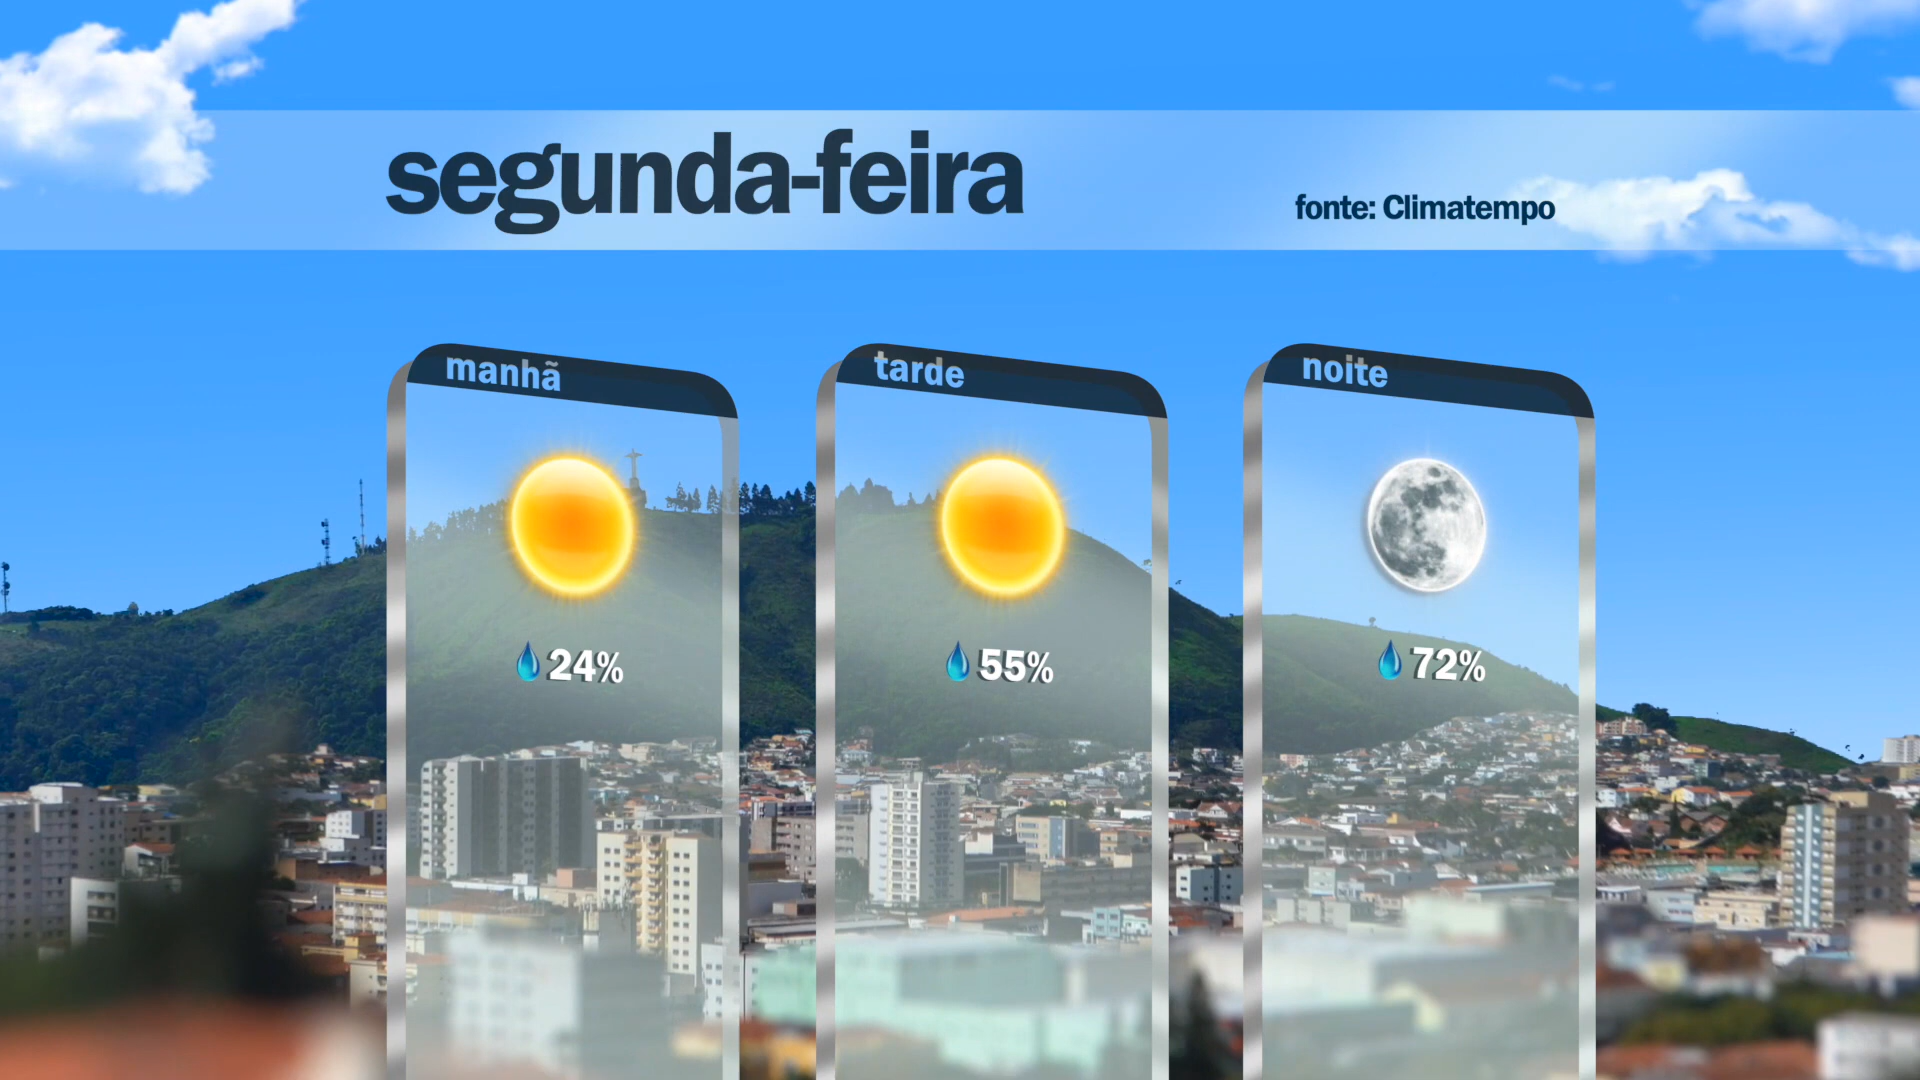 segunda-feira
fonte: Climatempo
manhã
tarde
noite
24%
55%
72%